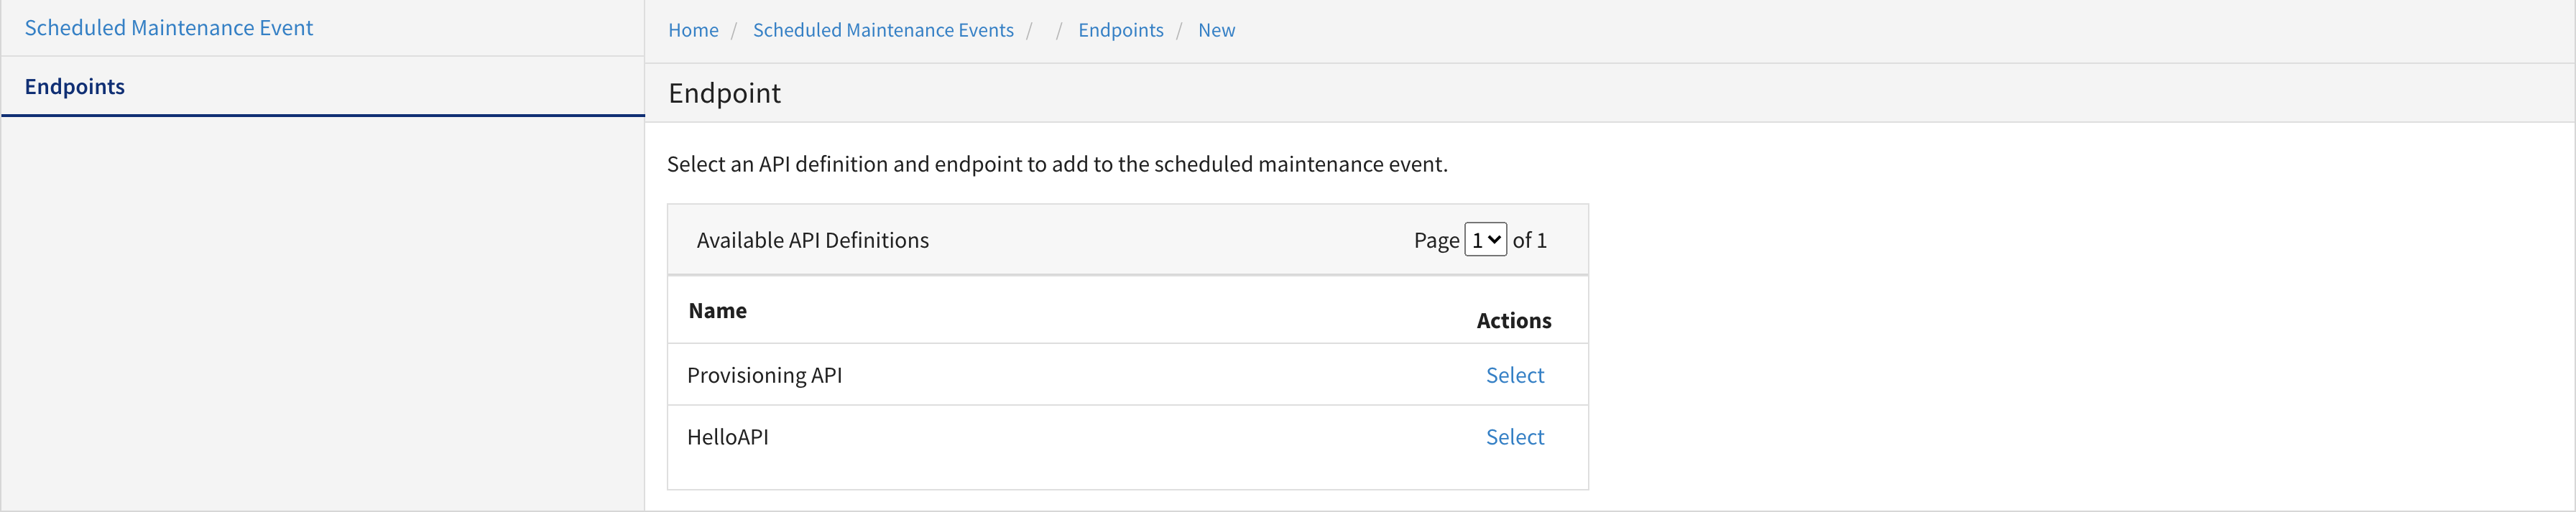 Scheduled Maintenance Event
Endpoints
Home / Scheduled Maintenance Events / / Endpoints / New
Endpoint
Select an API definition and endpoint to add to the scheduled maintenance event.
Available API Definitions Page 1 of 1
Name Actions
Provisioning API Select
HelloAPI Select